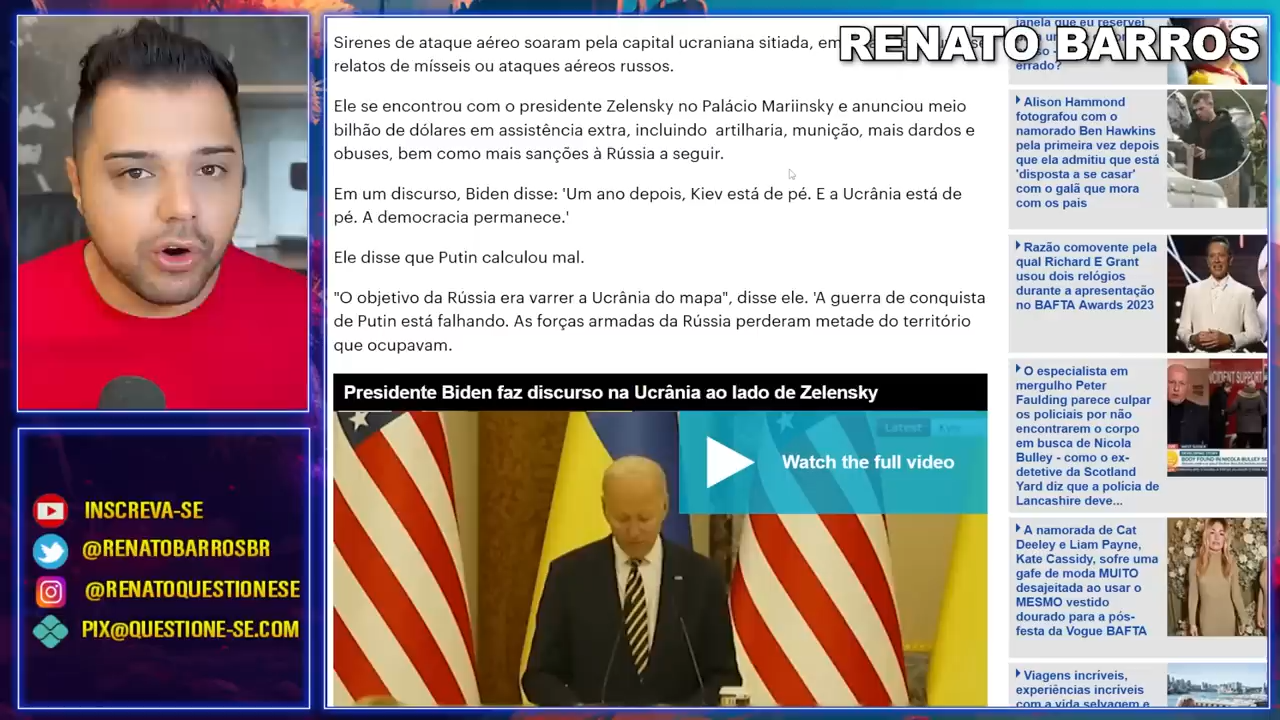 RENATO BARROS
Sirenes de ataque aéreo soaram pela capital ucraniana sitiada,
relatos de mísseis ou ataques aéreos russos.
Ele se encontrou com o presidente Zelensky no Palácio Mariinsky e anunciou meio
bilhão de dólares em assistência extra, incluindo artilharia, munição, mais dardos e
obuses, bem como mais sanções à Rússia a seguir.
Em um discurso, Biden disse: 'Um ano depois, Kiev está de pé. E a Ucrânia está de
pé. A democracia permanece.'
Ele disse que Putin calculou mal.
"O objetivo da Rússia era varrer a Ucrânia do mapa", disse ele. 'A guerra de conquista
de Putin está falhando. As forças armadas da Rússia perderam metade do território
que ocupavam.
Presidente Biden faz discurso na Ucrânia ao lado de Zelensky
Latest
Watch the full video
janela que eu reservei
errado?
Alison Hammond
fotografou com o
namorado Ben Hawkins
pela primeira vez depois
que ela admitiu que está
'disposta a se casar'
com o galã que mora
com os pais
Razão comovente pela
qual Richard E Grant
usou dois relógios
durante a apresentação
no BAFTA Awards 2023
O especialista em
mergulho Peter
Faulding parece culpar
os policiais por não
encontrarem o corpo
em busca de Nicola
Bulley - como o ex-
detetive da Scotland
Yard diz que a polícia de
Lancashire deve...
A namorada de Cat
Deeley e Liam Payne,
Kate Cassidy, sofre uma
gafe de moda MUITO
desajeitada ao usar o
MESMO vestido
dourado para a pós-
festa da Vogue BAFTA
Viagens incríveis,
experiências incríveis
com a vida selvagem e
INSCREVA-SE
@RENATOBARROSBR
@RENATOQUESTIONESE
PIX@QUESTIONE-SE.COM